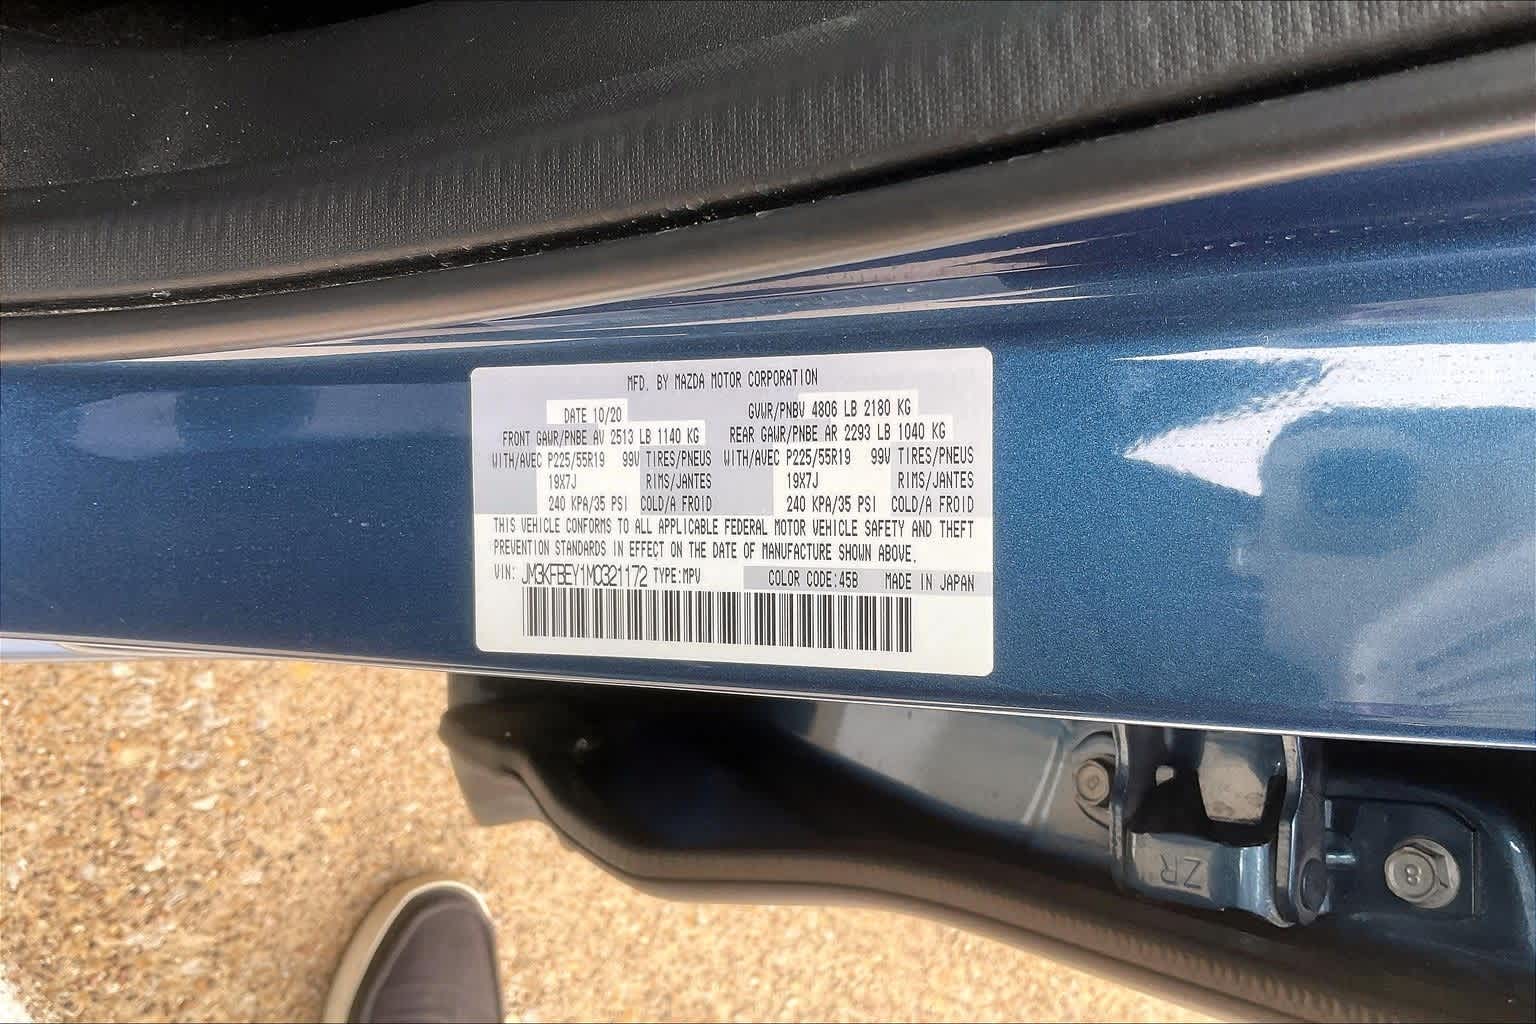 MFD. BY MAZDA MOTOR CORPORATION
DATE 10/20 GVWR/PNBV 4806 LB 2180 KG
FRONT GAWR/PNBE AV 2513 LB 1140 KG REAR GAWR/PNBE AR 2293 LB 1040 KG
WITH/AVEC P225/55R19 99V TIRES/PNEUS WITH/AVEC P225/55R19 99V TIRES/PNEUS
19X7J RIMS/JANTES 19X7J RIMS/JANTES
240 KPA/35 PSI COLD/A FROID 240 KPA/35 PSI COLD/A FROID
THIS VEHICLE CONFORMS TO ALL APPLICABLE FEDERAL MOTOR VEHICLE SAFETY AND THEFT
PREVENTION STANDARDS IN EFFECT ON THE DATE OF MANUFACTURE SHOWN ABOVE.
VIN: JM3KFBEY1M0321172 TYPE:MPV COLOR CODE:45B MADE IN JAPAN
ZR
8